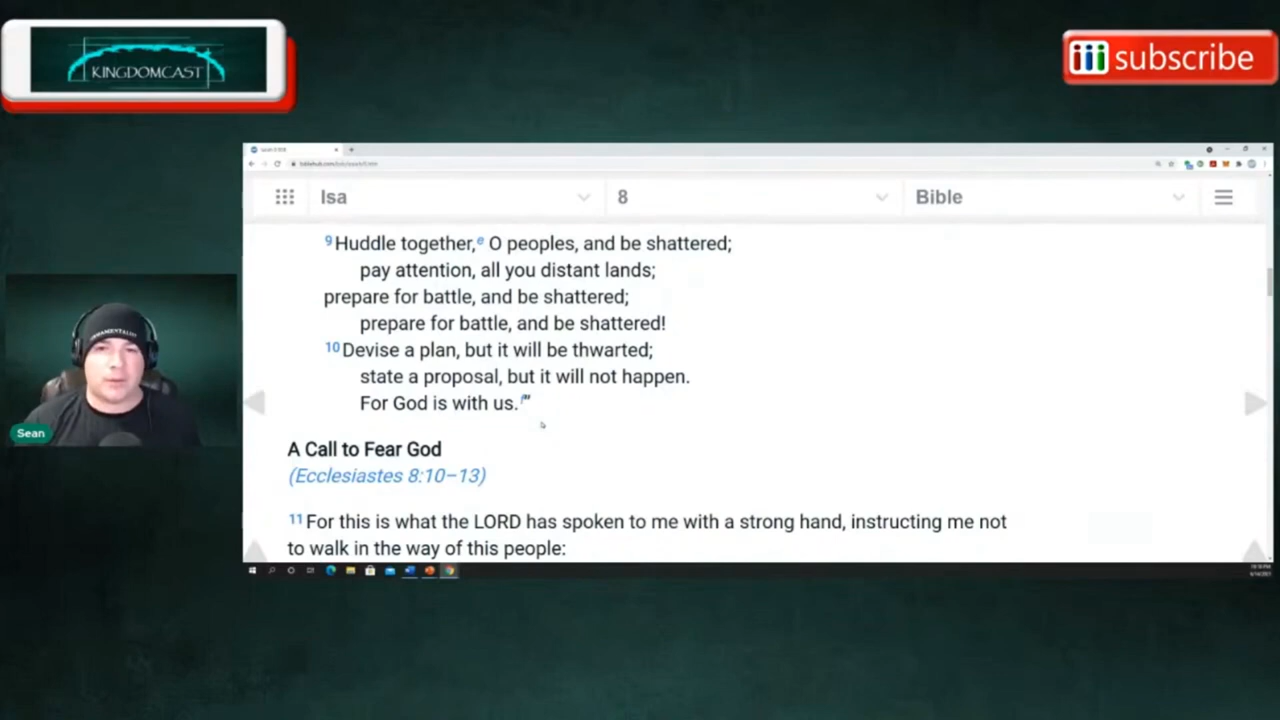 KINGDOMCAST
subscribe
Isa 8 Bible
9 Huddle together,e O peoples, and be shattered;
pay attention, all you distant lands;
prepare for battle, and be shattered;
prepare for battle, and be shattered!
10 Devise a plan, but it will be thwarted;
state a proposal, but it will not happen.
For God is with us.f”
Sean
A Call to Fear God
(Ecclesiastes 8:10–13)
11 For this is what the LORD has spoken to me with a strong hand, instructing me not
to walk in the way of this people: